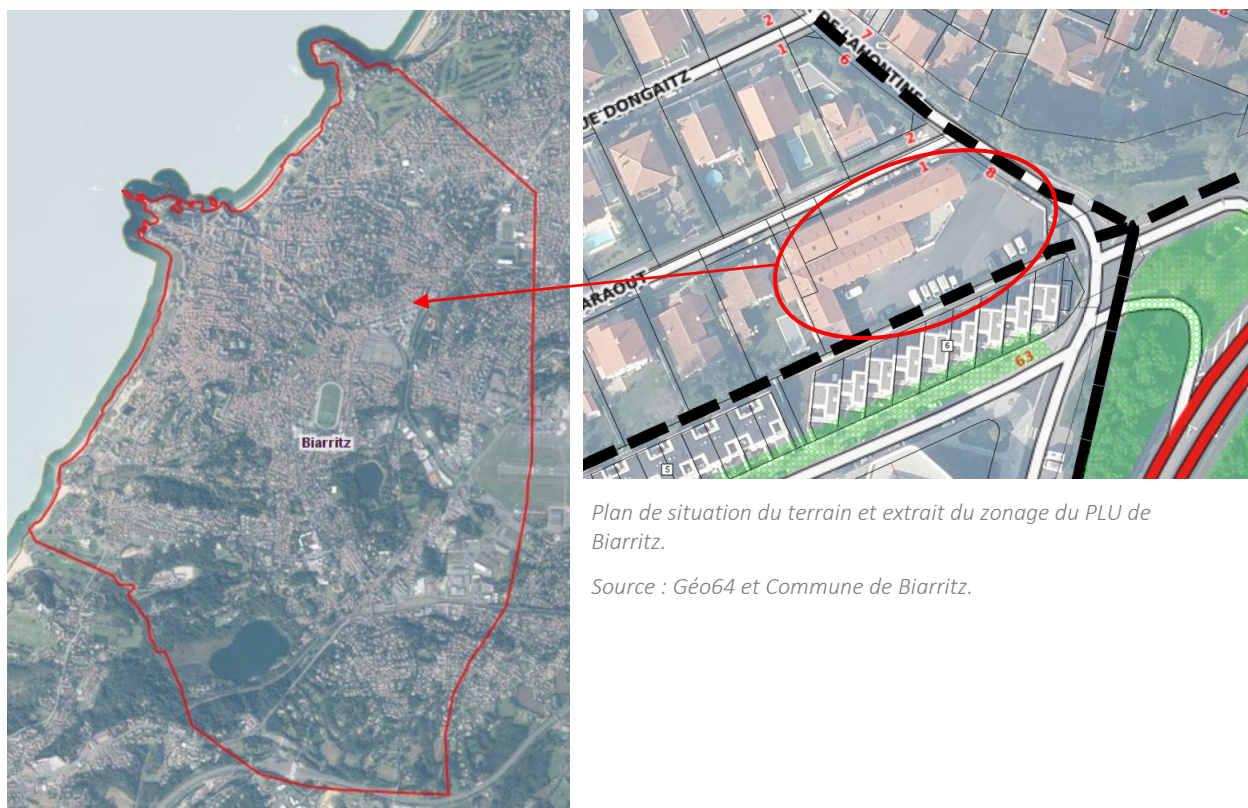 Biarritz
2
1
7
6
DE LAHONTINE
UE DONGAITZ
2
1
8
ARAOUT
6
63
5
Plan de situation du terrain et extrait du zonage du PLU de
Biarritz.
Source : Géo64 et Commune de Biarritz.